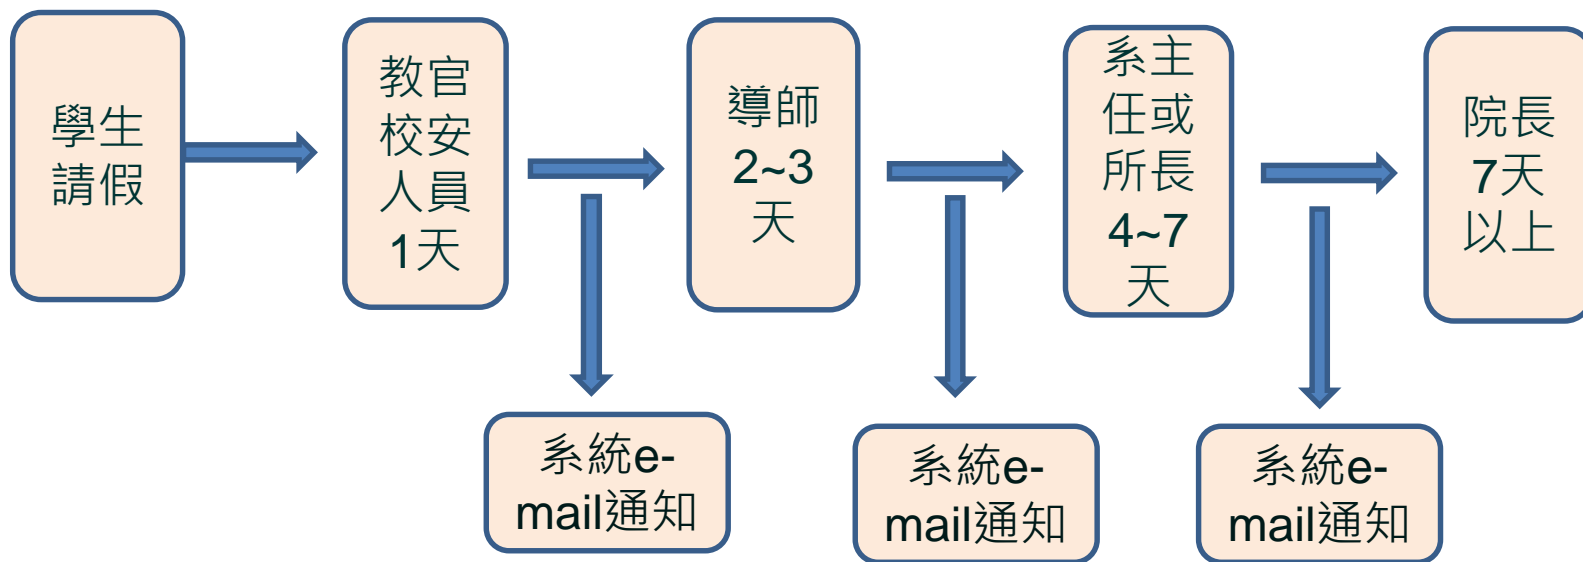 學生
請假
教官
校安
人員
1天
導師
2~3
天
系主
任或
所長
4~7
天
院長
7天
以上
系統e-
mail通知
系統e-
mail通知
系統e-
mail通知